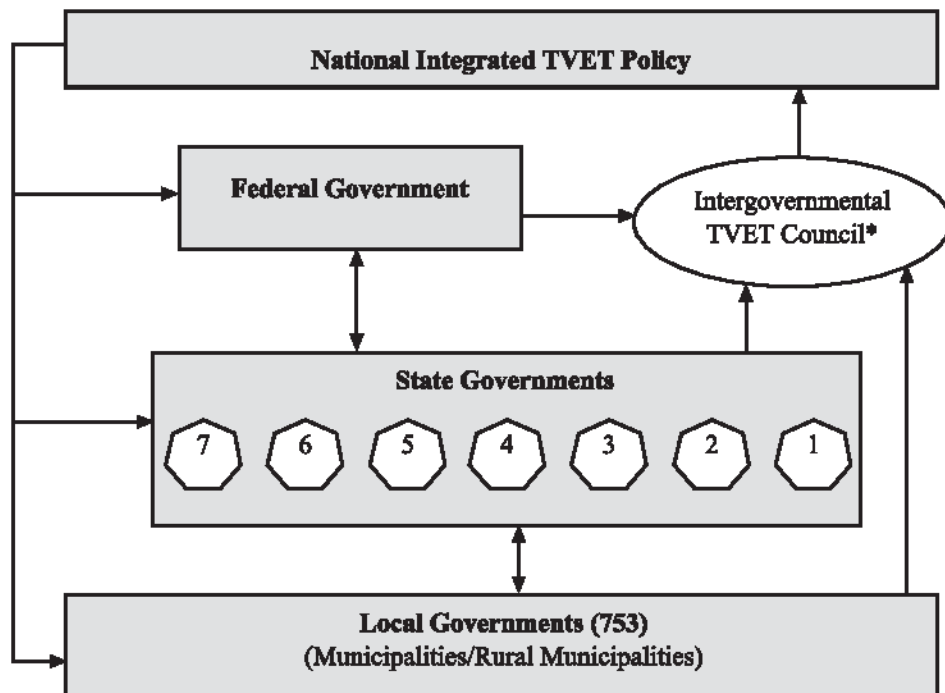 National Integrated TVET Policy
Federal Government
Intergovernmental
TVET Council*
State Governments
7 6 5 4 3 2 1
Local Governments (753)
(Municipalities/Rural Municipalities)